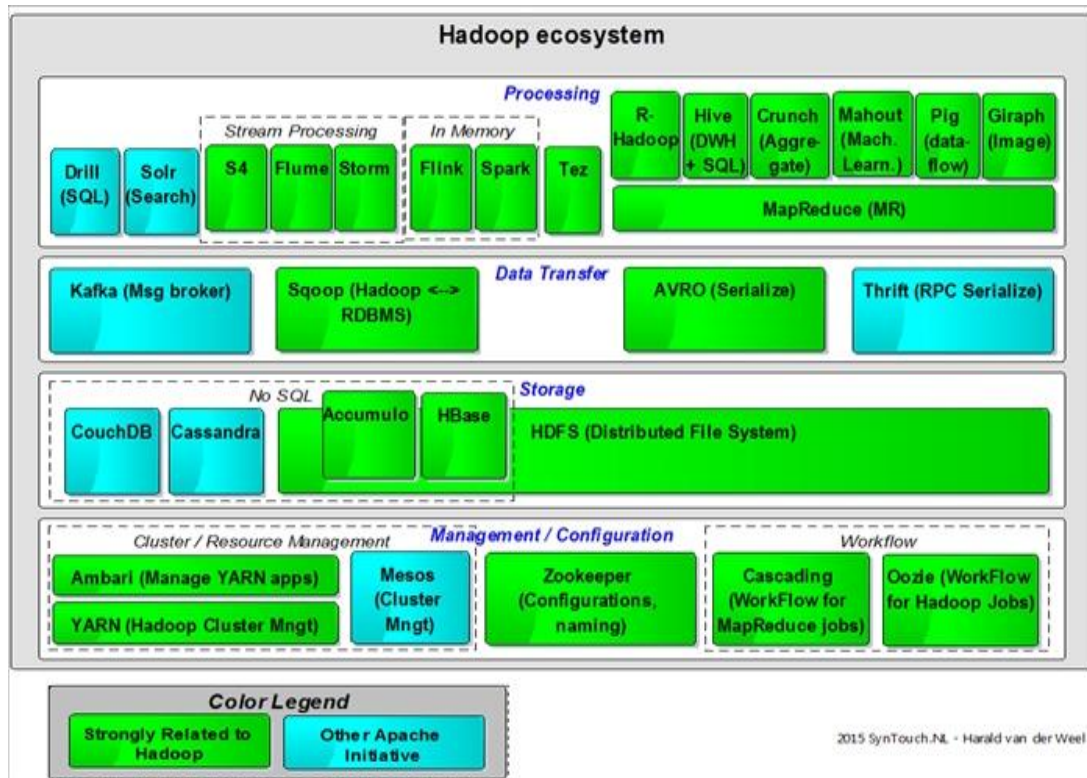 Hadoop ecosystem
Processing
Stream Processing
In Memory
Drill
(SQL)
Solr
(Search)
S4
Flume
Storm
Flink
Spark
Tez
R-
Hadoop
Hive
(DWH
+ SQL)
Crunch
(Aggre-
gate)
Mahout
(Mach.
Learn.)
Pig
(data-
flow)
Giraph
(Image)
MapReduce (MR)
Data Transfer
Kafka (Msg broker)
Sqoop (Hadoop <-->
RDBMS)
AVRO (Serialize)
Thrift (RPC Serialize)
Storage
No SQL
CouchDB
Cassandra
Accumulo
HBase
HDFS (Distributed File System)
Management / Configuration
Cluster / Resource Management
Ambari (Manage YARN apps)
YARN (Hadoop Cluster Mngt)
Mesos
(Cluster
Mngt)
Zookeeper
(Configurations,
naming)
Workflow
Cascading
(WorkFlow for
MapReduce jobs)
Oozie (WorkFlow
for Hadoop Jobs)
Color Legend
Strongly Related to
Hadoop
Other Apache
Initiative
2015 SynTouch.NL - Harald van der Weel